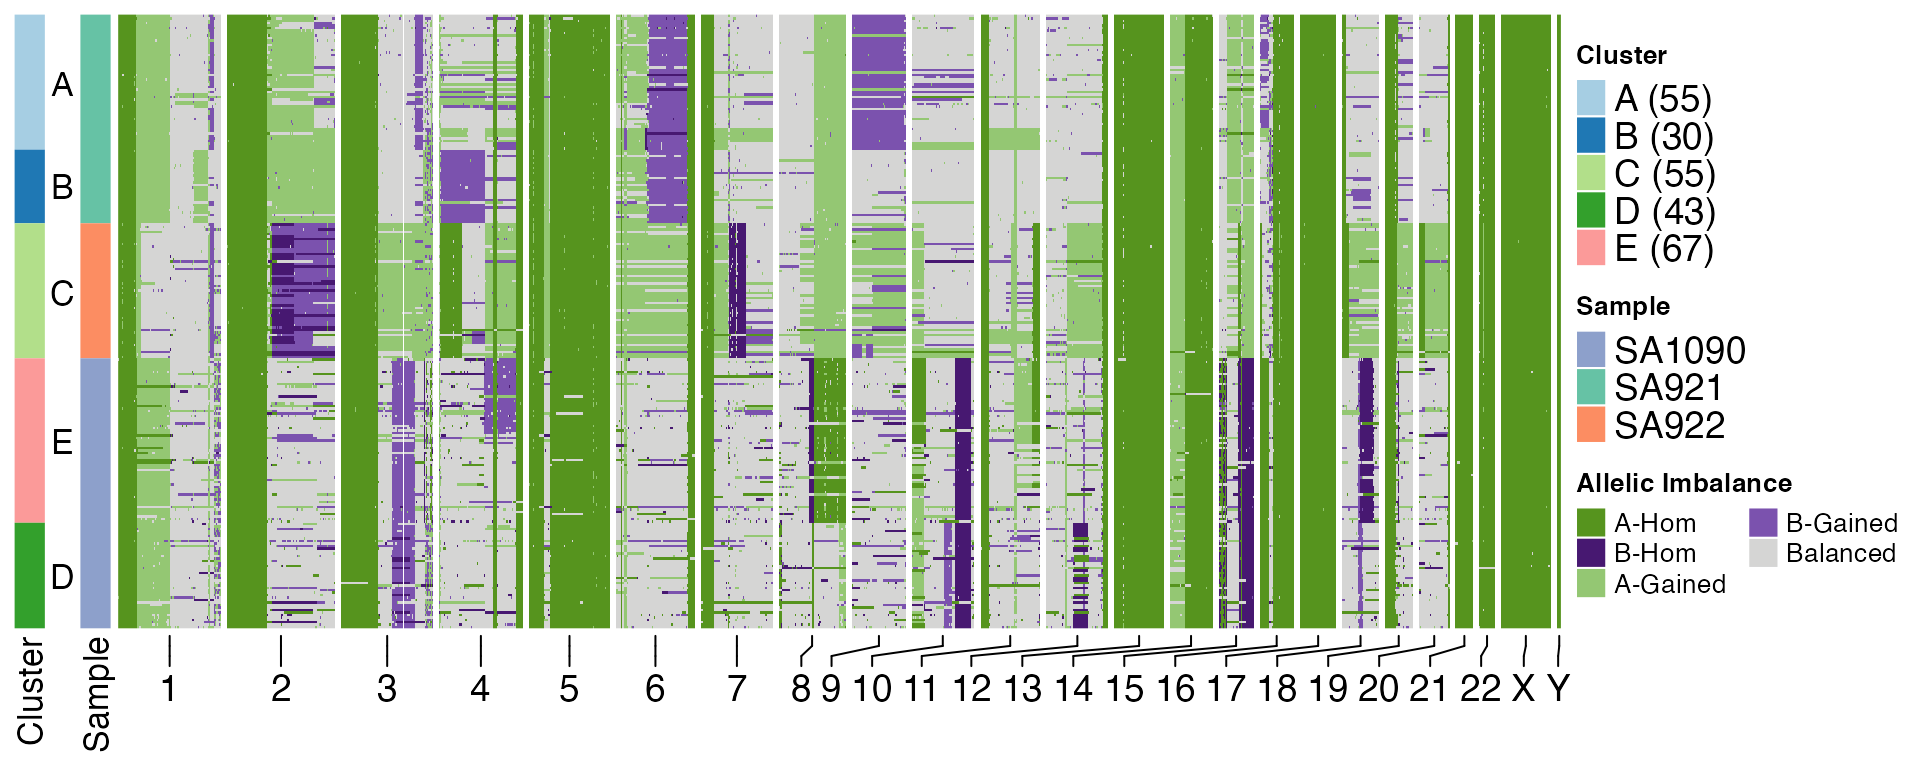 A
B
C
E
D
Cluster
Sample
1 2 3 4 5 6 7 8 9 10 11 12 13 14 15 16 17 18 19 20 21 22 X Y
Cluster
A (55)
B (30)
C (55)
D (43)
E (67)
Sample
SA1090
SA921
SA922
Allelic Imbalance
A-Hom
B-Hom
A-Gained
B-Gained
Balanced